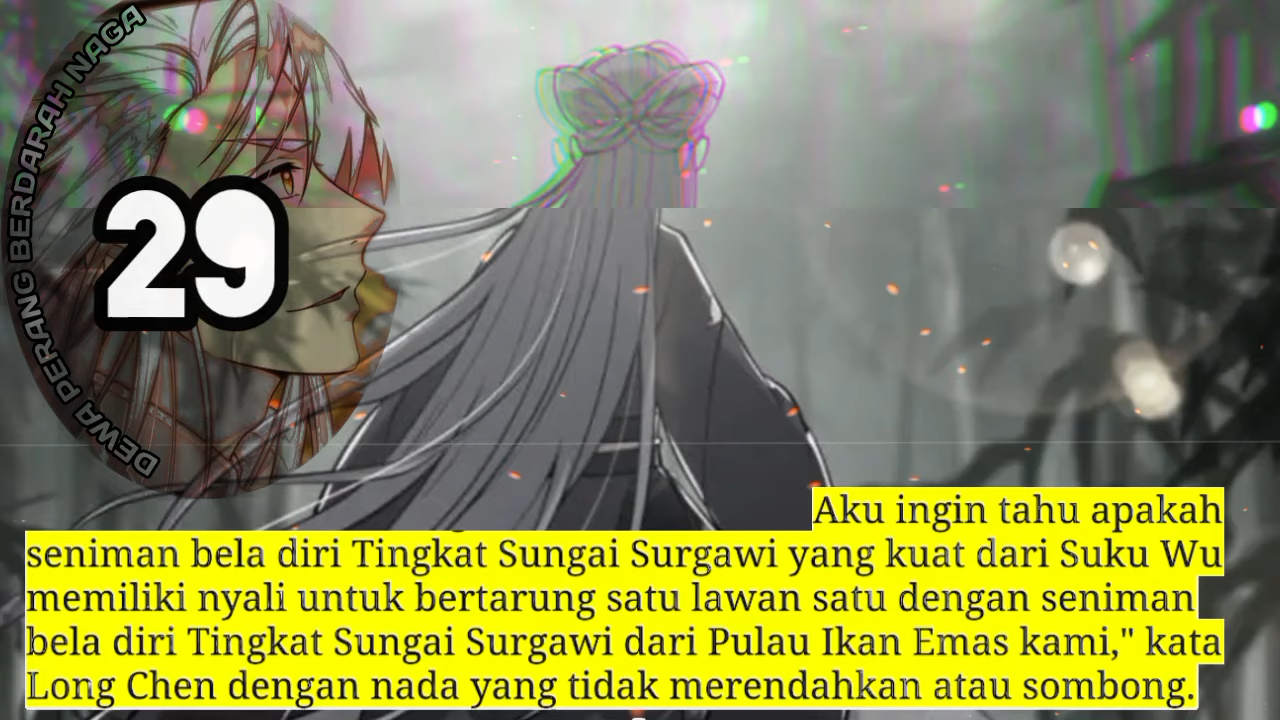 DEWA PERANG BERDARAH NAGA
29
Aku ingin tahu apakah
seniman bela diri Tingkat Sungai Surgawi yang kuat dari Suku Wu
memiliki nyali untuk bertarung satu lawan satu dengan seniman
bela diri Tingkat Sungai Surgawi dari Pulau Ikan Emas kami," kata
Long Chen dengan nada yang tidak merendahkan atau sombong.